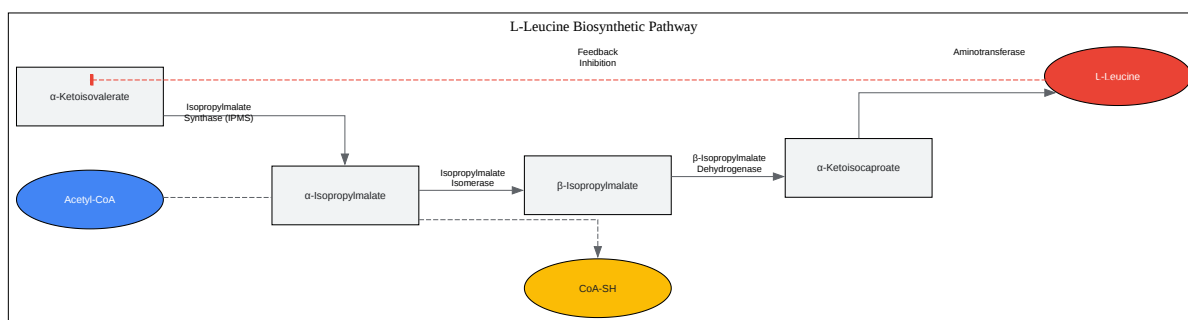 L-Leucine Biosynthetic Pathway
Feedback
Inhibition
Aminotransferase
L-Leucine
α-Ketoisovalerate
Isopropylmalate
Synthase (IPMS)
Acetyl-CoA
α-Isopropylmalate
Isopropylmalate
Isomerase
β-Isopropylmalate
β-Isopropylmalate
Dehydrogenase
α-Ketoisocaproate
CoA-SH